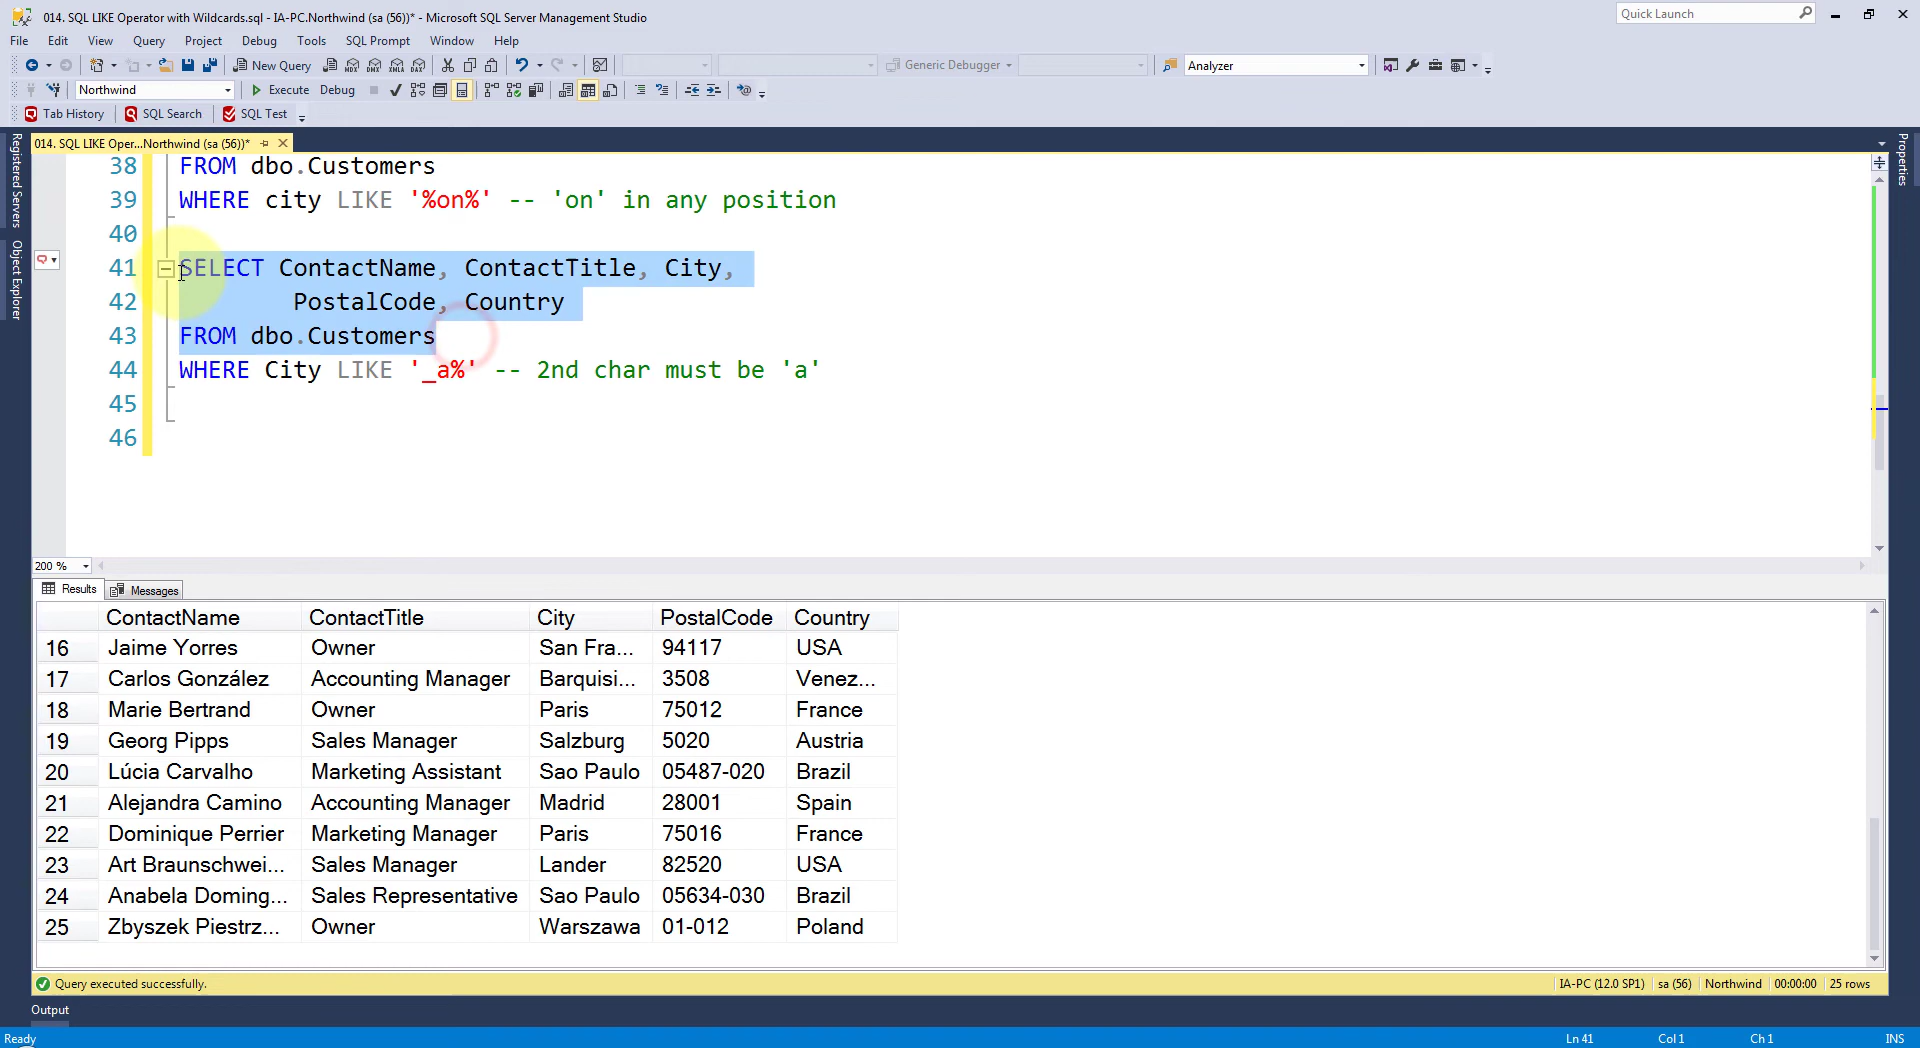 014. SQL LIKE Operator with Wildcards.sql - IA-PC.Northwind (sa (56))* - Microsoft SQL Server Management Studio
Quick Launch
File Edit View Query Project Debug Tools SQL Prompt Window Help
New Query
Generic Debugger
Analyzer
Northwind
Execute Debug
Tab History SQL Search SQL Test
014. SQL LIKE Oper...Northwind (sa (56))*
Registered Servers
Object Explorer
Properties
38 FROM dbo.Customers
39 WHERE city LIKE '%on%' -- 'on' in any position
40
41 SELECT ContactName, ContactTitle, City,
42 PostalCode, Country
43 FROM dbo.Customers
44 WHERE City LIKE '_a%' -- 2nd char must be 'a'
45
46
200 %
Results Messages
ContactName ContactTitle City PostalCode Country
16 Jaime Yorres Owner San Fra... 94117 USA
17 Carlos González Accounting Manager Barquisi... 3508 Venez...
18 Marie Bertrand Owner Paris 75012 France
19 Georg Pipps Sales Manager Salzburg 5020 Austria
20 Lúcia Carvalho Marketing Assistant Sao Paulo 05487-020 Brazil
21 Alejandra Camino Accounting Manager Madrid 28001 Spain
22 Dominique Perrier Marketing Manager Paris 75016 France
23 Art Braunschwei... Sales Manager Lander 82520 USA
24 Anabela Doming... Sales Representative Sao Paulo 05634-030 Brazil
25 Zbyszek Piestrz... Owner Warszawa 01-012 Poland
Query executed successfully. IA-PC (12.0 SP1) sa (56) Northwind 00:00:00 25 rows
Output
Ready Ln 41 Col 1 Ch 1 INS